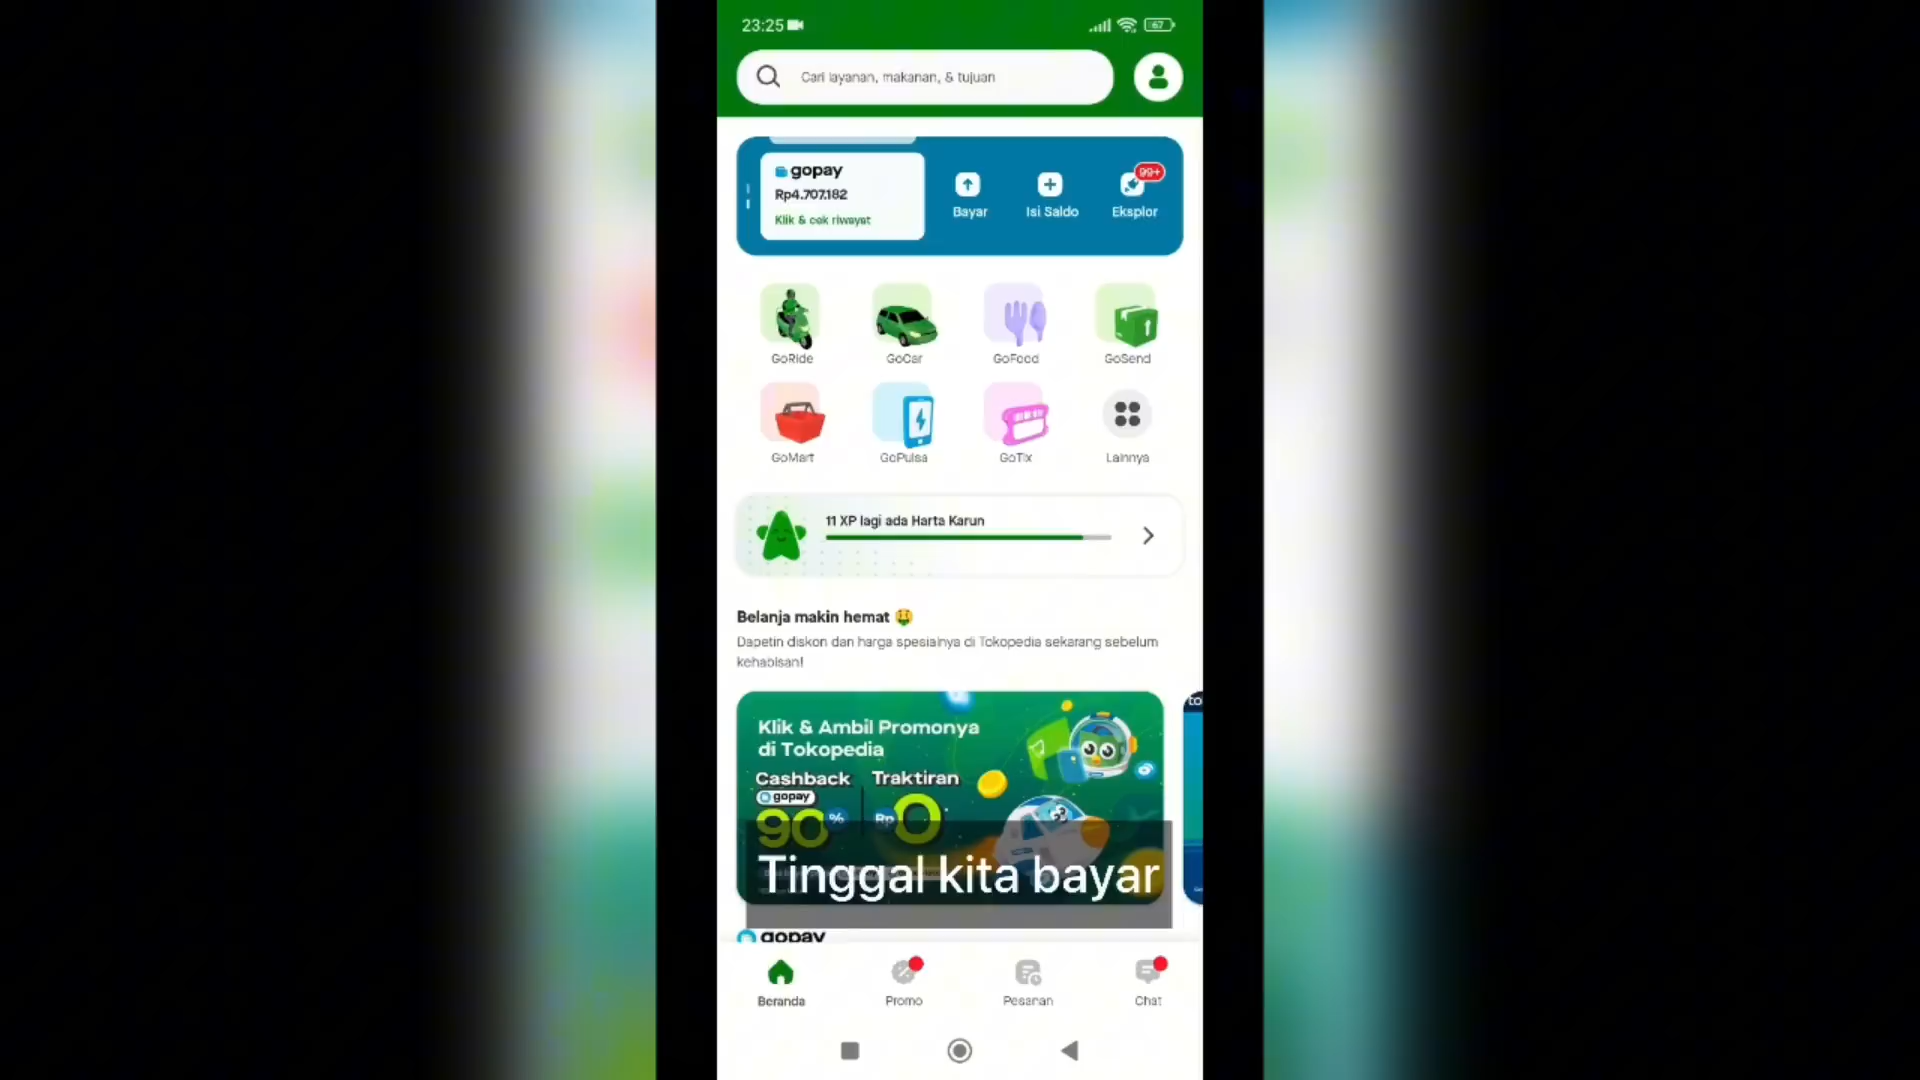 23:25
67
Cari layanan, makanan, & tujuan
gopay
Rp4.707.182
Klik & cek riwayat
Bayar
Isi Saldo
99+
Eksplor
GoRide
GoCar
GoFood
GoSend
GoMart
GoPulsa
GoTix
Lainnya
11 XP lagi ada Harta Karun
Belanja makin hemat
Dapetin diskon dan harga spesialnya di Tokopedia sekarang sebelum
kehabisan!
Klik & Ambil Promonya
di Tokopedia
Cashback
gopay
90%
Traktiran
Rp0
to
Tinggal kita bayar
gopay
Beranda
Promo
Pesanan
Chat